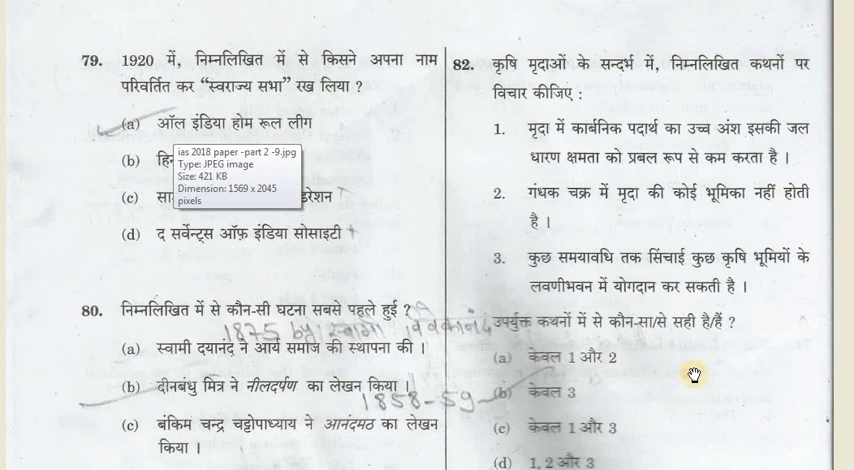 79. 1920 में, निम्नलिखित में से किसने अपना नाम
परिवर्तित कर “स्वराज्य सभा” रख लिया ?
(a) ऑल इंडिया होम रूल लीग
(b)
(c)
(d) द सर्वेन्ट्स ऑफ़ इंडिया सोसाइटी
ias 2018 paper -part 2 -9.jpg
Type: JPEG image
Size: 421 KB
Dimension: 1569 x 2045
pixels
80. निम्नलिखित में से कौन-सी घटना सबसे पहले हुई ?
1875 by स्वामी विवेकानंद
(a) स्वामी दयानंद ने आर्य समाज की स्थापना की ।
(b) दीनबंधु मित्र ने नीलदर्पण का लेखन किया ।
1858-59
(c) बंकिम चन्द्र चट्टोपाध्याय ने आनंदमठ का लेखन
किया ।
82. कृषि मृदाओं के सन्दर्भ में, निम्नलिखित कथनों पर
विचार कीजिए :
1. मृदा में कार्बनिक पदार्थ का उच्च अंश इसकी जल
धारण क्षमता को प्रबल रूप से कम करता है ।
2. गंधक चक्र में मृदा की कोई भूमिका नहीं होती
है ।
3. कुछ समयावधि तक सिंचाई कुछ कृषि भूमियों के
लवणीभवन में योगदान कर सकती है ।
उपर्युक्त कथनों में से कौन-सा/से सही है/हैं ?
(a) केवल 1 और 2
(b) केवल 3
(c) केवल 1 और 3
(d) 1, 2 और 3